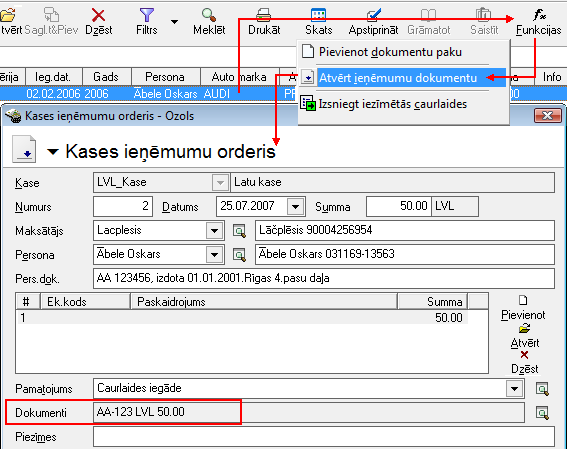 tvērt Sagl.t&Piev Dzēst Filtrs Meklēt Drukāt Skats Apstiprināt Grāmatot Saistīt Funkcijas
ērija Ieg.dat. Gads Persona Auto marka A Info
02.02.2006 2006 Ābele Oskars AUDI PF
Pievienot dokumentu paku
Atvērt ieņēmumu dokumentu
Izsniegt iezīmētās caurlaides
Kases ieņēmumu orderis - Ozols
Kases ieņēmumu orderis
Kase LVL_Kase Latu kase
Numurs 2 Datums 25.07.2007 Summa 50.00 LVL
Maksātājs Lacplesis Lāčplēsis 90004256954
Persona Ābele Oskars Ābele Oskars 031169-13563
Pers.dok. AA 123456, izdota 01.01.2001.Rīgas 4.pasu daļa
# Ek.kods Paskaidrojums Summa
1 50.00
Pievienot
Atvērt
Dzēst
Pamatojums Caurlaides iegāde
Dokumenti AA-123 LVL 50.00
Piezīmes